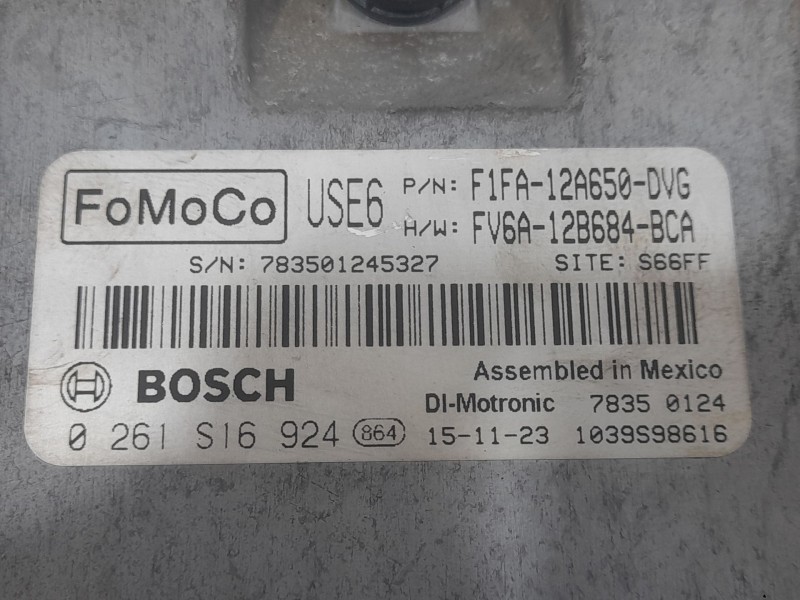 FoMoCo USE6 P/N: F1FA-12A650-DVG
H/W: FV6A-12B684-BCA
S/N: 783501245327 SITE: S66FF
BOSCH Assembled in Mexico
DI-Motronic 7835 0124
0 261 S16 924 864 15-11-23 1039S98616